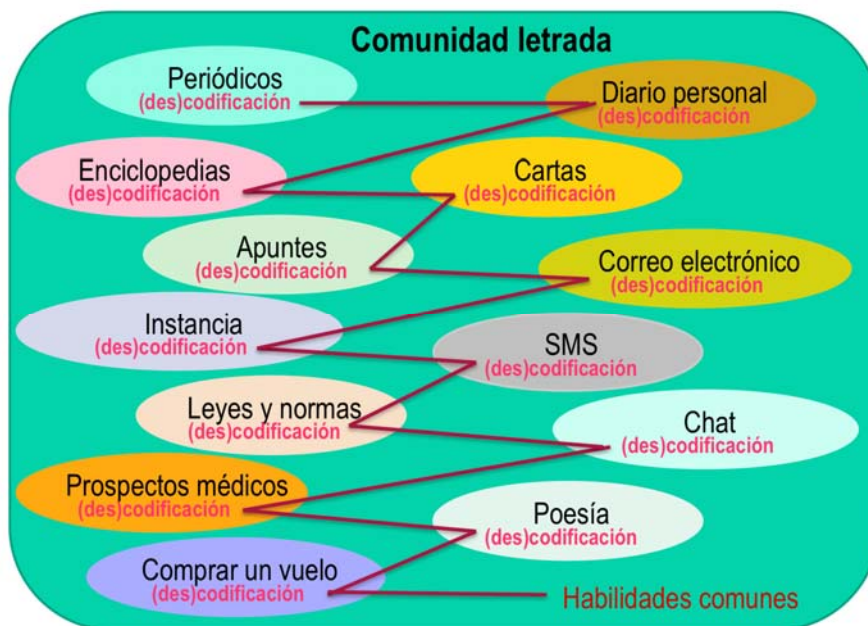 Comunidad letrada
Periódicos
(des)codificación
Diario personal
(des)codificación
Enciclopedias
(des)codificación
Cartas
(des)codificación
Apuntes
(des)codificación
Correo electrónico
(des)codificación
Instancia
(des)codificación
SMS
(des)codificación
Leyes y normas
(des)codificación
Chat
(des)codificación
Prospectos médicos
(des)codificación
Poesía
(des)codificación
Comprar un vuelo
(des)codificación
Habilidades comunes